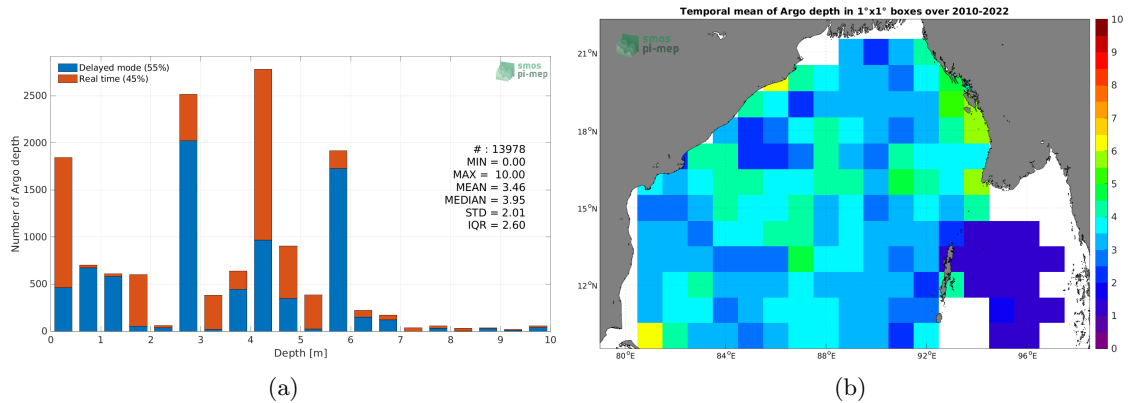 Delayed mode (55%)
Real time (45%)
smos
pi-mep
# : 13978
MIN = 0.00
MAX = 10.00
MEAN = 3.46
MEDIAN = 3.95
STD = 2.01
IQR = 2.60
Number of Argo depth
2500
2000
1500
1000
500
0
0 1 2 3 4 5 6 7 8 9 10
Depth [m]
(a)
Temporal mean of Argo depth in 1°x1° boxes over 2010-2022
smos
pi-mep
21°N
18°N
15°N
12°N
80°E 84°E 88°E 92°E 96°E
10
9
8
7
6
5
4
3
2
1
0
(b)